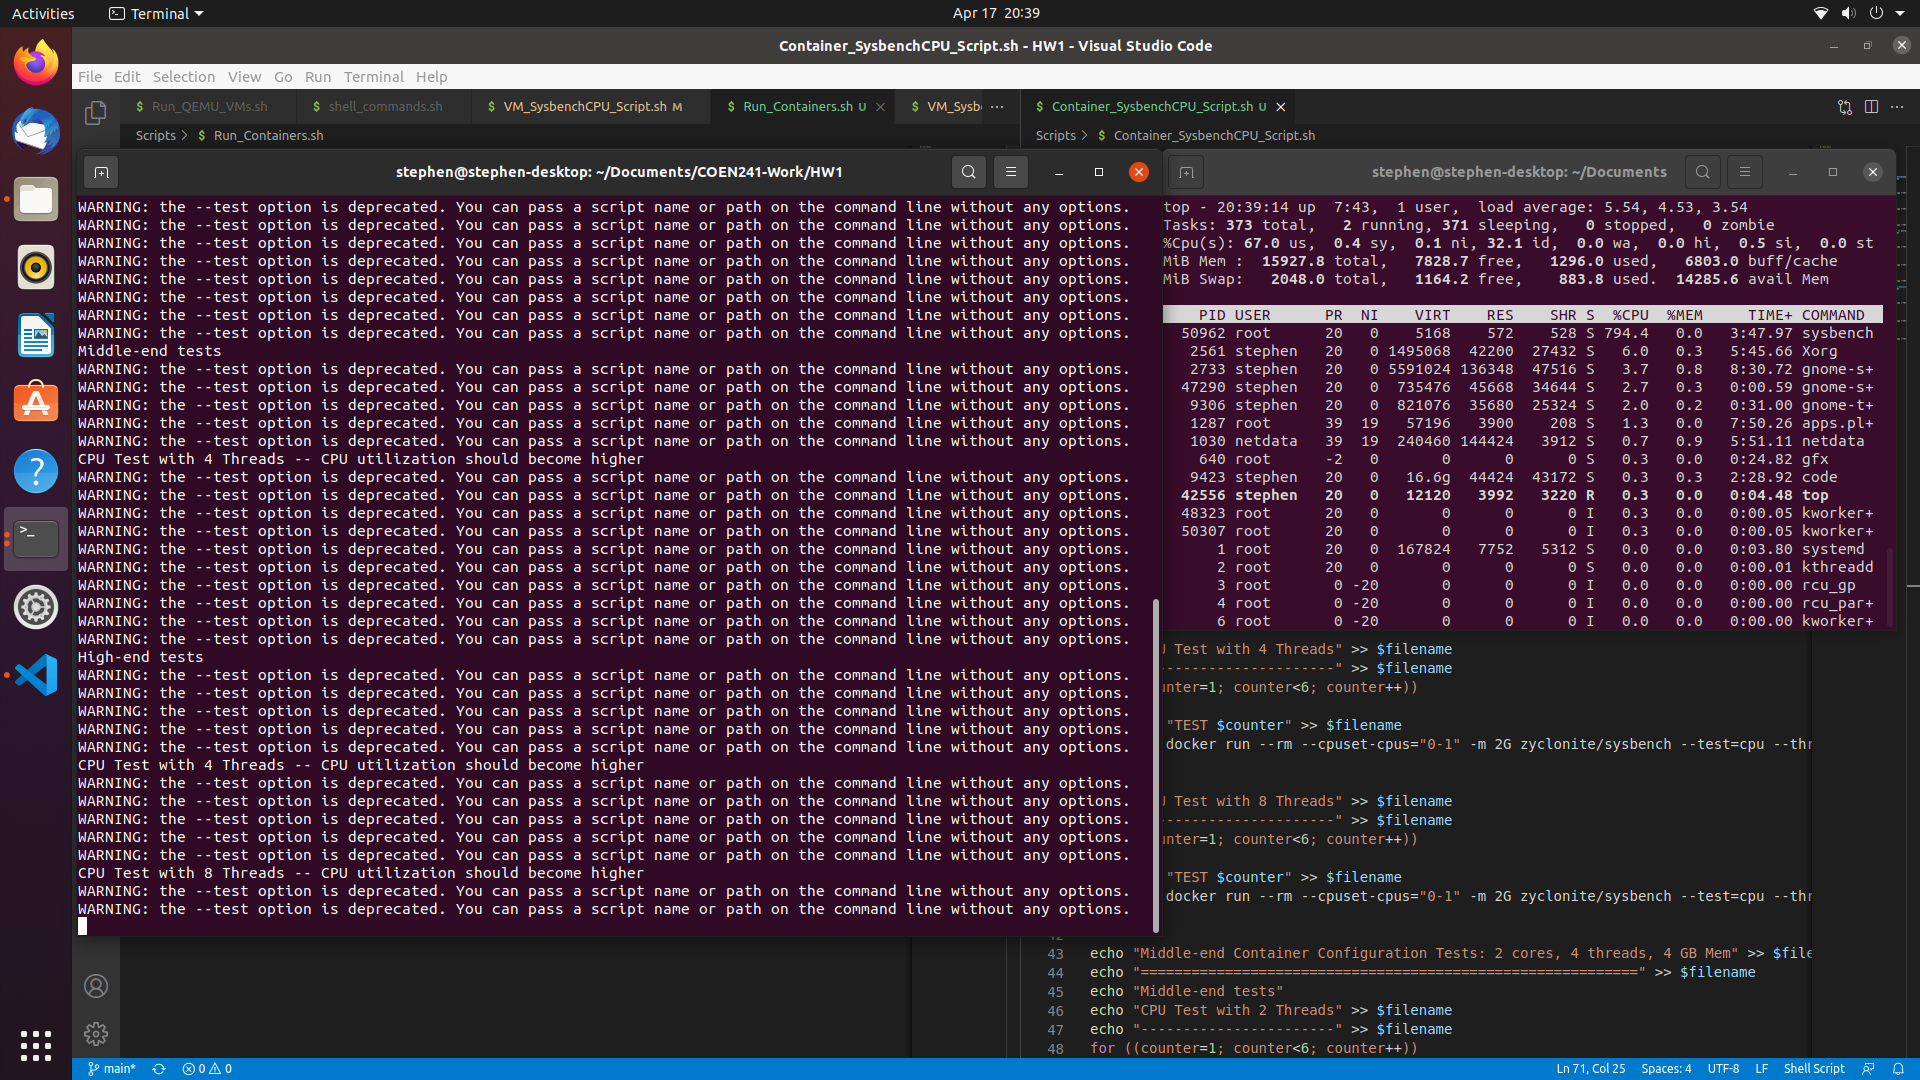 Activities Terminal Apr 17 20:39
Container_SysbenchCPU_Script.sh - HW1 - Visual Studio Code
File Edit Selection View Go Run Terminal Help
$ Run_QEMU_VMs.sh $ shell_commands.sh $ VM_SysbenchCPU_Script.sh M $ Run_Containers.sh U $ VM_Sysb ··· $ Container_SysbenchCPU_Script.sh U
Scripts > $ Run_Containers.sh
Scripts > $ Container_SysbenchCPU_Script.sh
stephen@stephen-desktop: ~/Documents/COEN241-Work/HW1
WARNING: the --test option is deprecated. You can pass a script name or path on the command line without any options.
WARNING: the --test option is deprecated. You can pass a script name or path on the command line without any options.
WARNING: the --test option is deprecated. You can pass a script name or path on the command line without any options.
WARNING: the --test option is deprecated. You can pass a script name or path on the command line without any options.
WARNING: the --test option is deprecated. You can pass a script name or path on the command line without any options.
WARNING: the --test option is deprecated. You can pass a script name or path on the command line without any options.
WARNING: the --test option is deprecated. You can pass a script name or path on the command line without any options.
WARNING: the --test option is deprecated. You can pass a script name or path on the command line without any options.
Middle-end tests
WARNING: the --test option is deprecated. You can pass a script name or path on the command line without any options.
WARNING: the --test option is deprecated. You can pass a script name or path on the command line without any options.
WARNING: the --test option is deprecated. You can pass a script name or path on the command line without any options.
WARNING: the --test option is deprecated. You can pass a script name or path on the command line without any options.
WARNING: the --test option is deprecated. You can pass a script name or path on the command line without any options.
CPU Test with 4 Threads -- CPU utilization should become higher
WARNING: the --test option is deprecated. You can pass a script name or path on the command line without any options.
WARNING: the --test option is deprecated. You can pass a script name or path on the command line without any options.
WARNING: the --test option is deprecated. You can pass a script name or path on the command line without any options.
WARNING: the --test option is deprecated. You can pass a script name or path on the command line without any options.
WARNING: the --test option is deprecated. You can pass a script name or path on the command line without any options.
WARNING: the --test option is deprecated. You can pass a script name or path on the command line without any options.
WARNING: the --test option is deprecated. You can pass a script name or path on the command line without any options.
WARNING: the --test option is deprecated. You can pass a script name or path on the command line without any options.
WARNING: the --test option is deprecated. You can pass a script name or path on the command line without any options.
WARNING: the --test option is deprecated. You can pass a script name or path on the command line without any options.
High-end tests
WARNING: the --test option is deprecated. You can pass a script name or path on the command line without any options.
WARNING: the --test option is deprecated. You can pass a script name or path on the command line without any options.
WARNING: the --test option is deprecated. You can pass a script name or path on the command line without any options.
WARNING: the --test option is deprecated. You can pass a script name or path on the command line without any options.
WARNING: the --test option is deprecated. You can pass a script name or path on the command line without any options.
CPU Test with 4 Threads -- CPU utilization should become higher
WARNING: the --test option is deprecated. You can pass a script name or path on the command line without any options.
WARNING: the --test option is deprecated. You can pass a script name or path on the command line without any options.
WARNING: the --test option is deprecated. You can pass a script name or path on the command line without any options.
WARNING: the --test option is deprecated. You can pass a script name or path on the command line without any options.
WARNING: the --test option is deprecated. You can pass a script name or path on the command line without any options.
CPU Test with 8 Threads -- CPU utilization should become higher
WARNING: the --test option is deprecated. You can pass a script name or path on the command line without any options.
WARNING: the --test option is deprecated. You can pass a script name or path on the command line without any options.
stephen@stephen-desktop: ~/Documents
top - 20:39:14 up 7:43, 1 user, load average: 5.54, 4.53, 3.54
Tasks: 373 total, 2 running, 371 sleeping, 0 stopped, 0 zombie
%Cpu(s): 67.0 us, 0.4 sy, 0.1 ni, 32.1 id, 0.0 wa, 0.0 hi, 0.5 si, 0.0 st
MiB Mem : 15927.8 total, 7828.7 free, 1296.0 used, 6803.0 buff/cache
MiB Swap: 2048.0 total, 1164.2 free, 883.8 used. 14285.6 avail Mem
PID USER PR NI VIRT RES SHR S %CPU %MEM TIME+ COMMAND
50962 root 20 0 5168 572 528 S 794.4 0.0 3:47.97 sysbench
2561 stephen 20 0 1495068 42200 27432 S 6.0 0.3 5:45.66 Xorg
2733 stephen 20 0 5591024 136348 47516 S 3.7 0.8 8:30.72 gnome-s+
47290 stephen 20 0 735476 45668 34644 S 2.7 0.3 0:00.59 gnome-s+
9306 stephen 20 0 821076 35680 25324 S 2.0 0.2 0:31.00 gnome-t+
1287 root 39 19 57196 3900 208 S 1.3 0.0 7:50.26 apps.pl+
1030 netdata 39 19 240460 144424 3912 S 0.7 0.9 5:51.11 netdata
640 root -2 0 0 0 0 S 0.3 0.0 0:24.82 gfx
9423 stephen 20 0 16.6g 44424 43172 S 0.3 0.3 2:28.92 code
42556 stephen 20 0 12120 3992 3220 R 0.3 0.0 0:04.48 top
48323 root 20 0 0 0 0 I 0.3 0.0 0:00.05 kworker+
50307 root 20 0 0 0 0 I 0.3 0.0 0:00.05 kworker+
1 root 20 0 167824 7752 5312 S 0.0 0.0 0:03.80 systemd
2 root 20 0 0 0 0 S 0.0 0.0 0:00.01 kthreadd
3 root 0 -20 0 0 0 I 0.0 0.0 0:00.00 rcu_gp
4 root 0 -20 0 0 0 I 0.0 0.0 0:00.00 rcu_par+
6 root 0 -20 0 0 0 I 0.0 0.0 0:00.00 kworker+
J Test with 4 Threads" >> $filename
---------------------" >> $filename
unter=1; counter<6; counter++))
"TEST $counter" >> $filename
docker run --rm --cpuset-cpus="0-1" -m 2G zyclonite/sysbench --test=cpu --thr
J Test with 8 Threads" >> $filename
---------------------" >> $filename
unter=1; counter<6; counter++))
"TEST $counter" >> $filename
docker run --rm --cpuset-cpus="0-1" -m 2G zyclonite/sysbench --test=cpu --thr
42
43 echo "Middle-end Container Configuration Tests: 2 cores, 4 threads, 4 GB Mem" >> $file
44 echo "===========================================================" >> $filename
45 echo "Middle-end tests"
46 echo "CPU Test with 2 Threads" >> $filename
47 echo "-----------------------" >> $filename
48 for ((counter=1; counter<6; counter++))
main* 0 0 Ln 71, Col 25 Spaces: 4 UTF-8 LF Shell Script